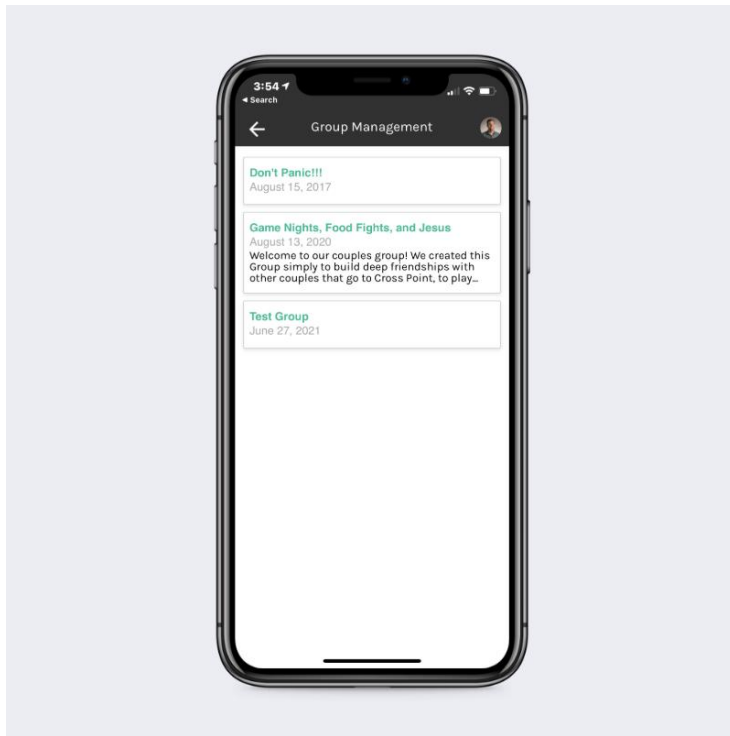 3:54
Search
Group Management
Don't Panic!!!
August 15, 2017
Game Nights, Food Fights, and Jesus
August 13, 2020
Welcome to our couples group! We created this
Group simply to build deep friendships with
other couples that go to Cross Point, to play...
Test Group
June 27, 2021